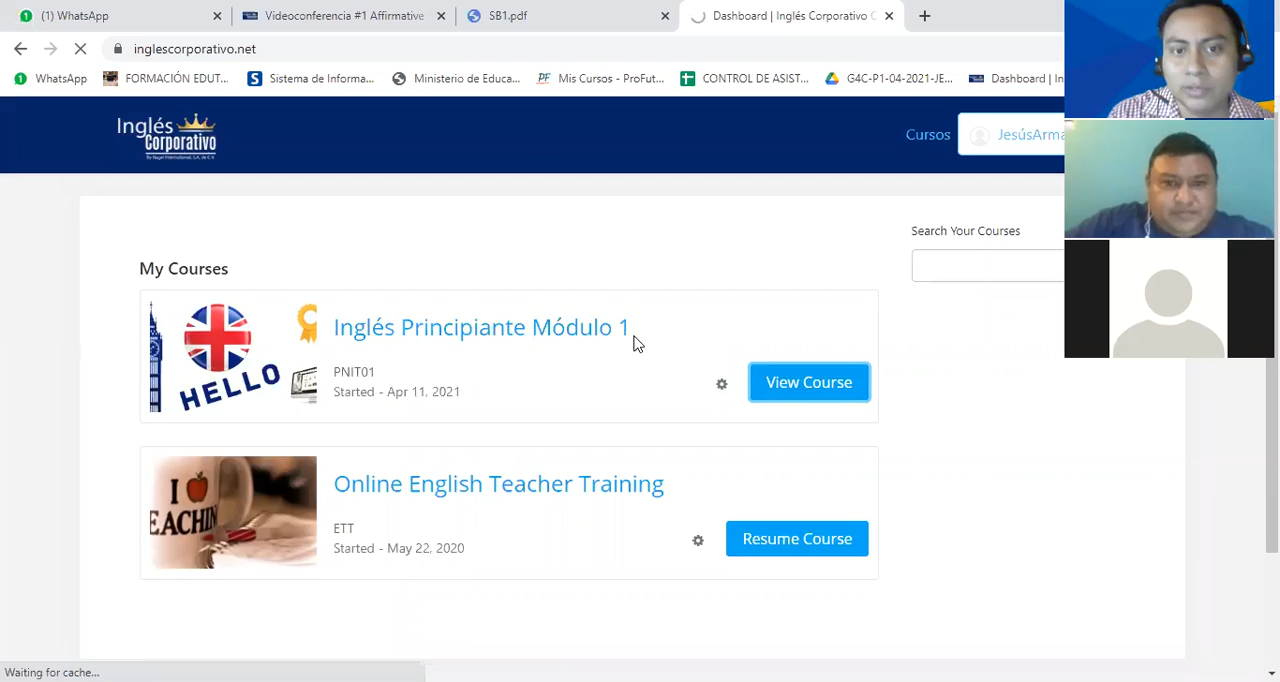 (1) WhatsApp
Videoconferencia #1 Affirmative
SB1.pdf
Dashboard | Inglés Corporativo C
inglescorporativo.net
WhatsApp
FORMACIÓN EDUT...
Sistema de Informa...
Ministerio de Educa...
PF Mis Cursos - ProFut...
CONTROL DE ASIST...
G4C-P1-04-2021-JE...
Dashboard | In
Inglés
Corporativo
Cursos
JesúsArma
Search Your Courses
My Courses
HELLO
Inglés Principiante Módulo 1
PNIT01
Started - Apr 11, 2021
View Course
I
EACHIN
Online English Teacher Training
ETT
Started - May 22, 2020
Resume Course
Waiting for cache...